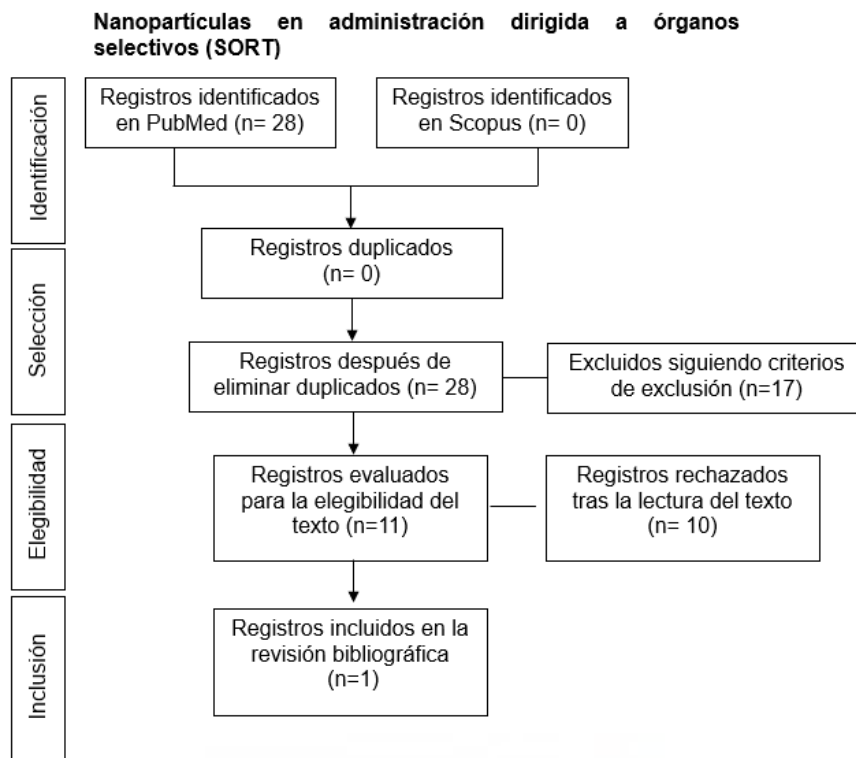 Nanopartículas en administración dirigida a órganos
selectivos (SORT)
Identificación
Registros identificados
en PubMed (n= 28)
Registros identificados
en Scopus (n= 0)
Registros duplicados
(n= 0)
Selección
Registros después de
eliminar duplicados (n= 28)
Excluidos siguiendo criterios
de exclusión (n=17)
Elegibilidad
Registros evaluados
para la elegibilidad del
texto (n=11)
Registros rechazados
tras la lectura del texto
(n= 10)
Inclusión
Registros incluidos en la
revisión bibliográfica
(n=1)